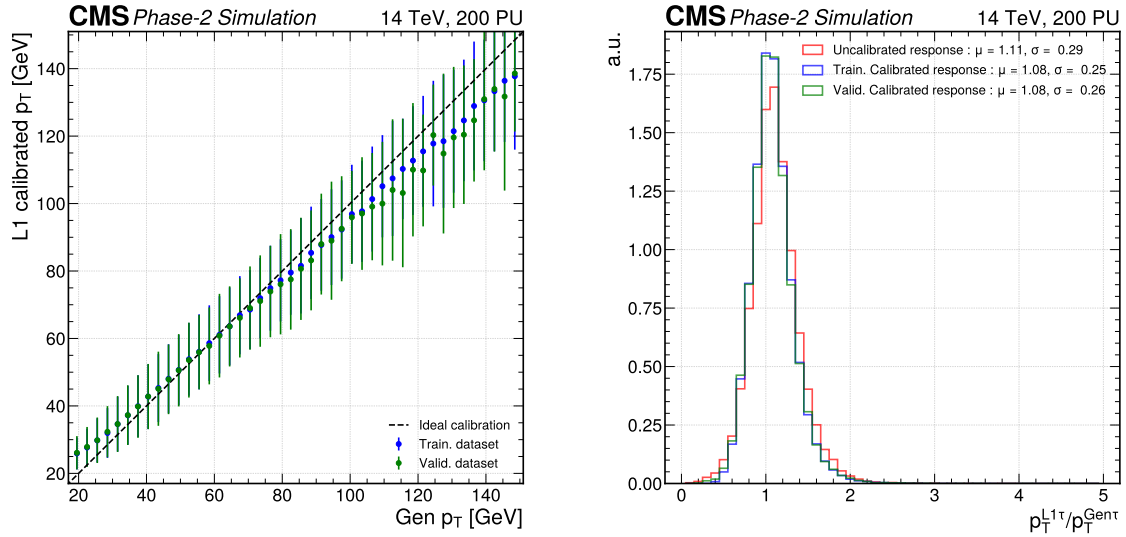 CMS Phase-2 Simulation 14 TeV, 200 PU
L1 calibrated pT [GeV]
140
120
100
80
60
40
20
Ideal calibration
Train. dataset
Valid. dataset
20 40 60 80 100 120 140
Gen pT [GeV]
CMS Phase-2 Simulation 14 TeV, 200 PU
a.u.
Uncalibrated response : μ = 1.11, σ = 0.29
Train. Calibrated response : μ = 1.08, σ = 0.25
Valid. Calibrated response : μ = 1.08, σ = 0.26
1.75
1.50
1.25
1.00
0.75
0.50
0.25
0.00
0 1 2 3 4 5
pT^L1τ/pT^Genτ